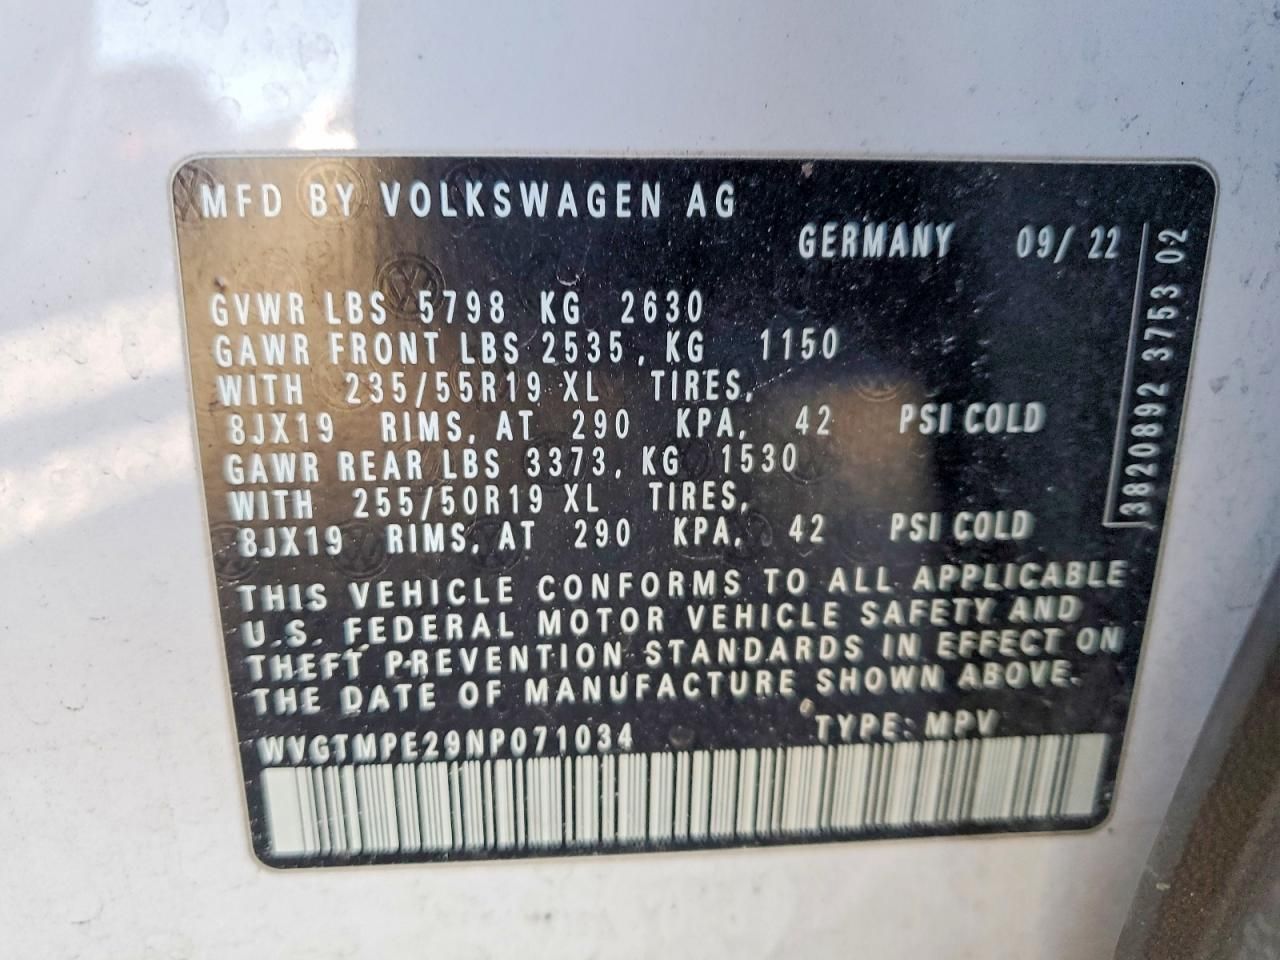 MFD BY VOLKSWAGEN AG
GERMANY 09/ 22
GVWR LBS 5798 KG 2630
GAWR FRONT LBS 2535, KG 1150
WITH 235/55R19 XL TIRES,
8JX19 RIMS, AT 290 KPA, 42 PSI COLD
GAWR REAR LBS 3373, KG 1530
WITH 255/50R19 XL TIRES,
8JX19 RIMS, AT 290 KPA, 42 PSI COLD
THIS VEHICLE CONFORMS TO ALL APPLICABLE
U.S. FEDERAL MOTOR VEHICLE SAFETY AND
THEFT PREVENTION STANDARDS IN EFFECT ON
THE DATE OF MANUFACTURE SHOWN ABOVE.
WVGTMPE29NP071034 TYPE: MPV
3820892 3753 02